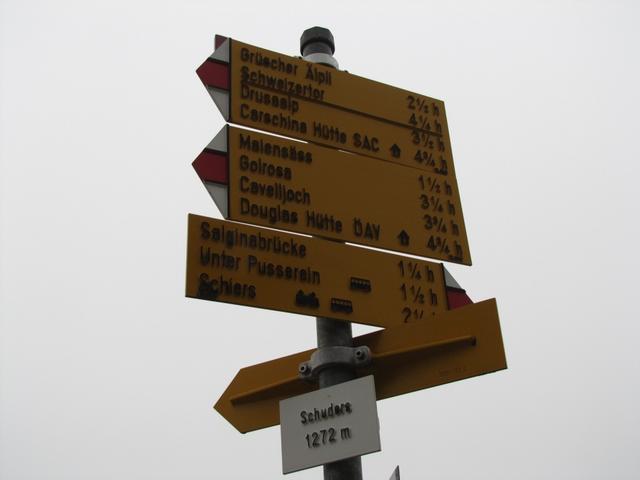 Grüscher Älpli 2½ h
Schweizertor 4¼ h
Drusaalp 3½ h
Carschina Hütte SAC 4¾ h
Maiensäss 1½ h
Golrosa 3¼ h
Cavelljoch 3¾ h
Douglas Hütte ÖAV 4¾ h
Salginabrücke 1¼ h
Unter Pusserein 1½ h
Schiers
Schuders
1272 m